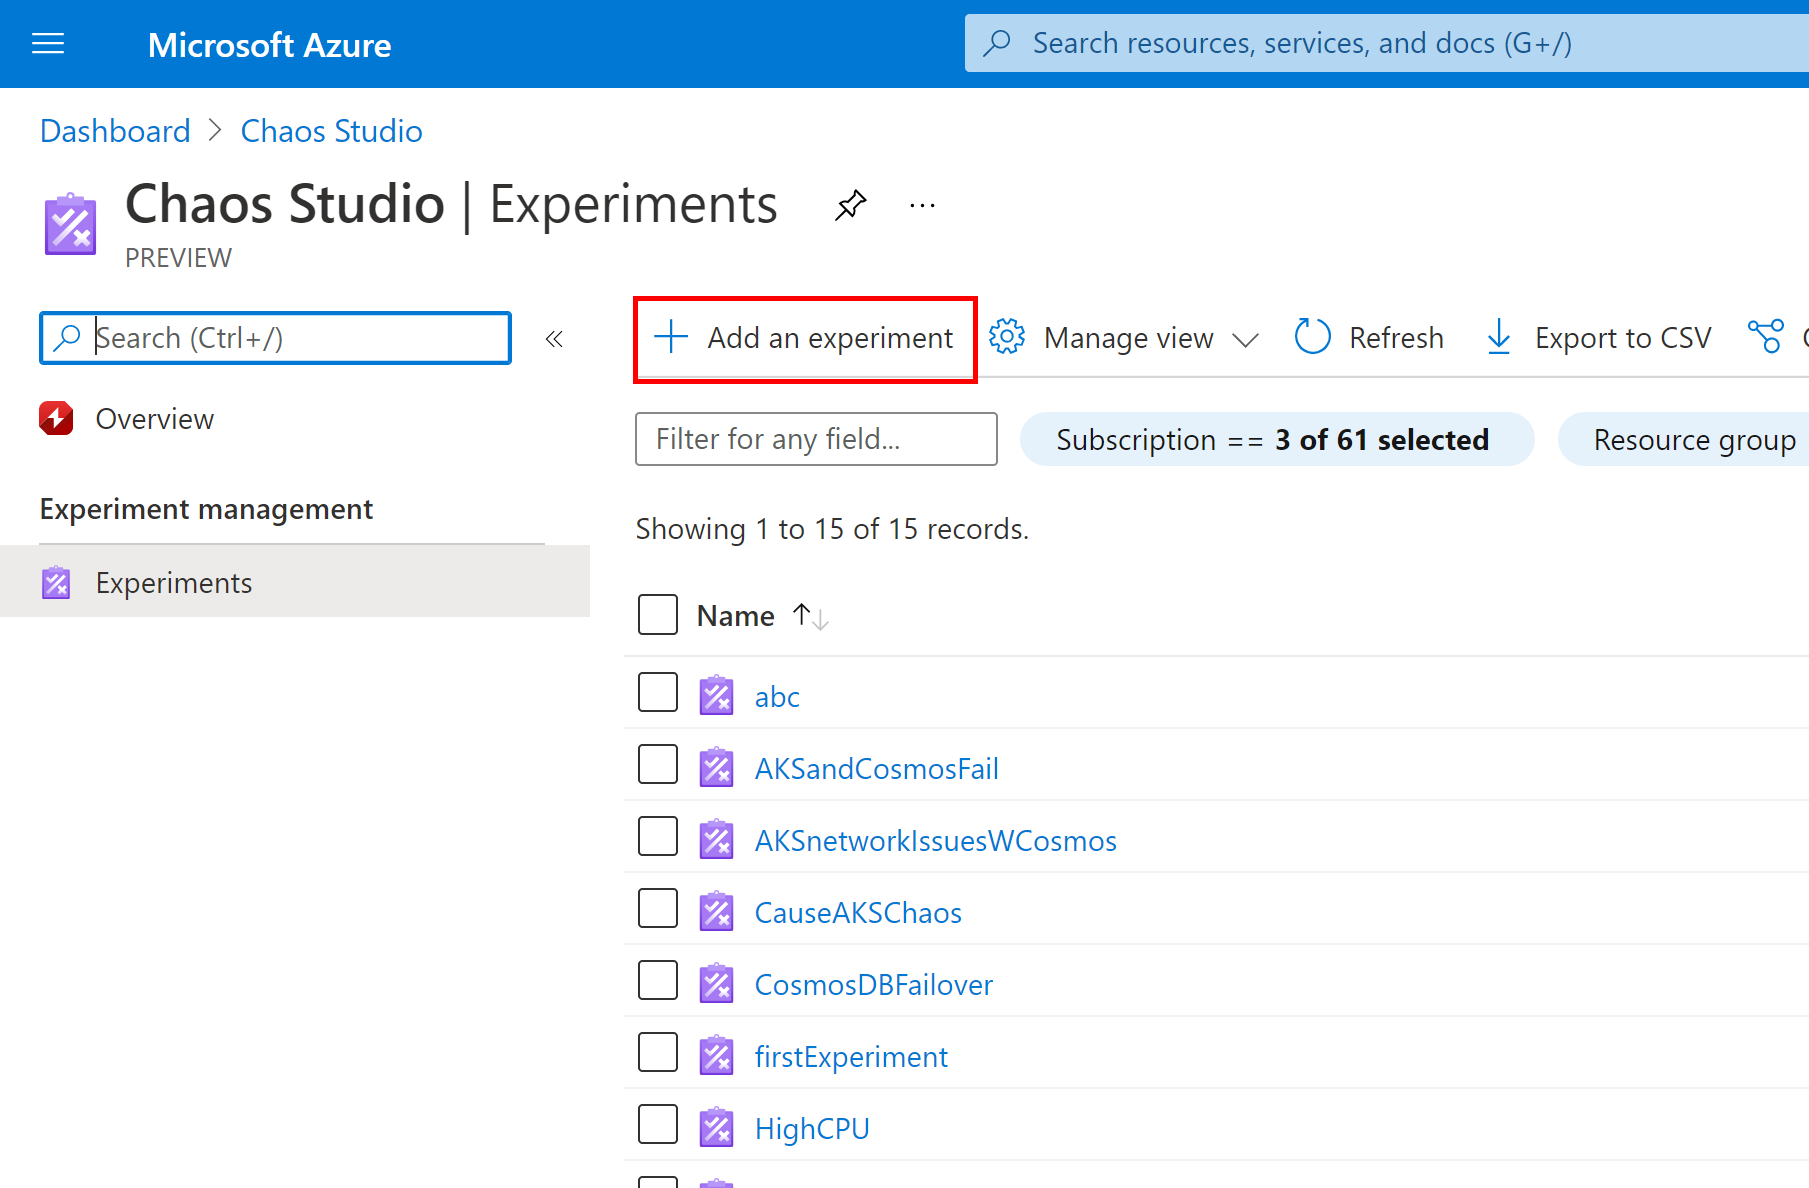 Microsoft Azure
Search resources, services, and docs (G+/)
Dashboard > Chaos Studio
Chaos Studio | Experiments
PREVIEW
Search (Ctrl+/)
Add an experiment
Manage view
Refresh
Export to CSV
Overview
Filter for any field...
Subscription == 3 of 61 selected
Resource group
Experiment management
Showing 1 to 15 of 15 records.
Experiments
Name
abc
AKSandCosmosFail
AKSnetworkIssuesWCosmos
CauseAKSChaos
CosmosDBFailover
firstExperiment
HighCPU